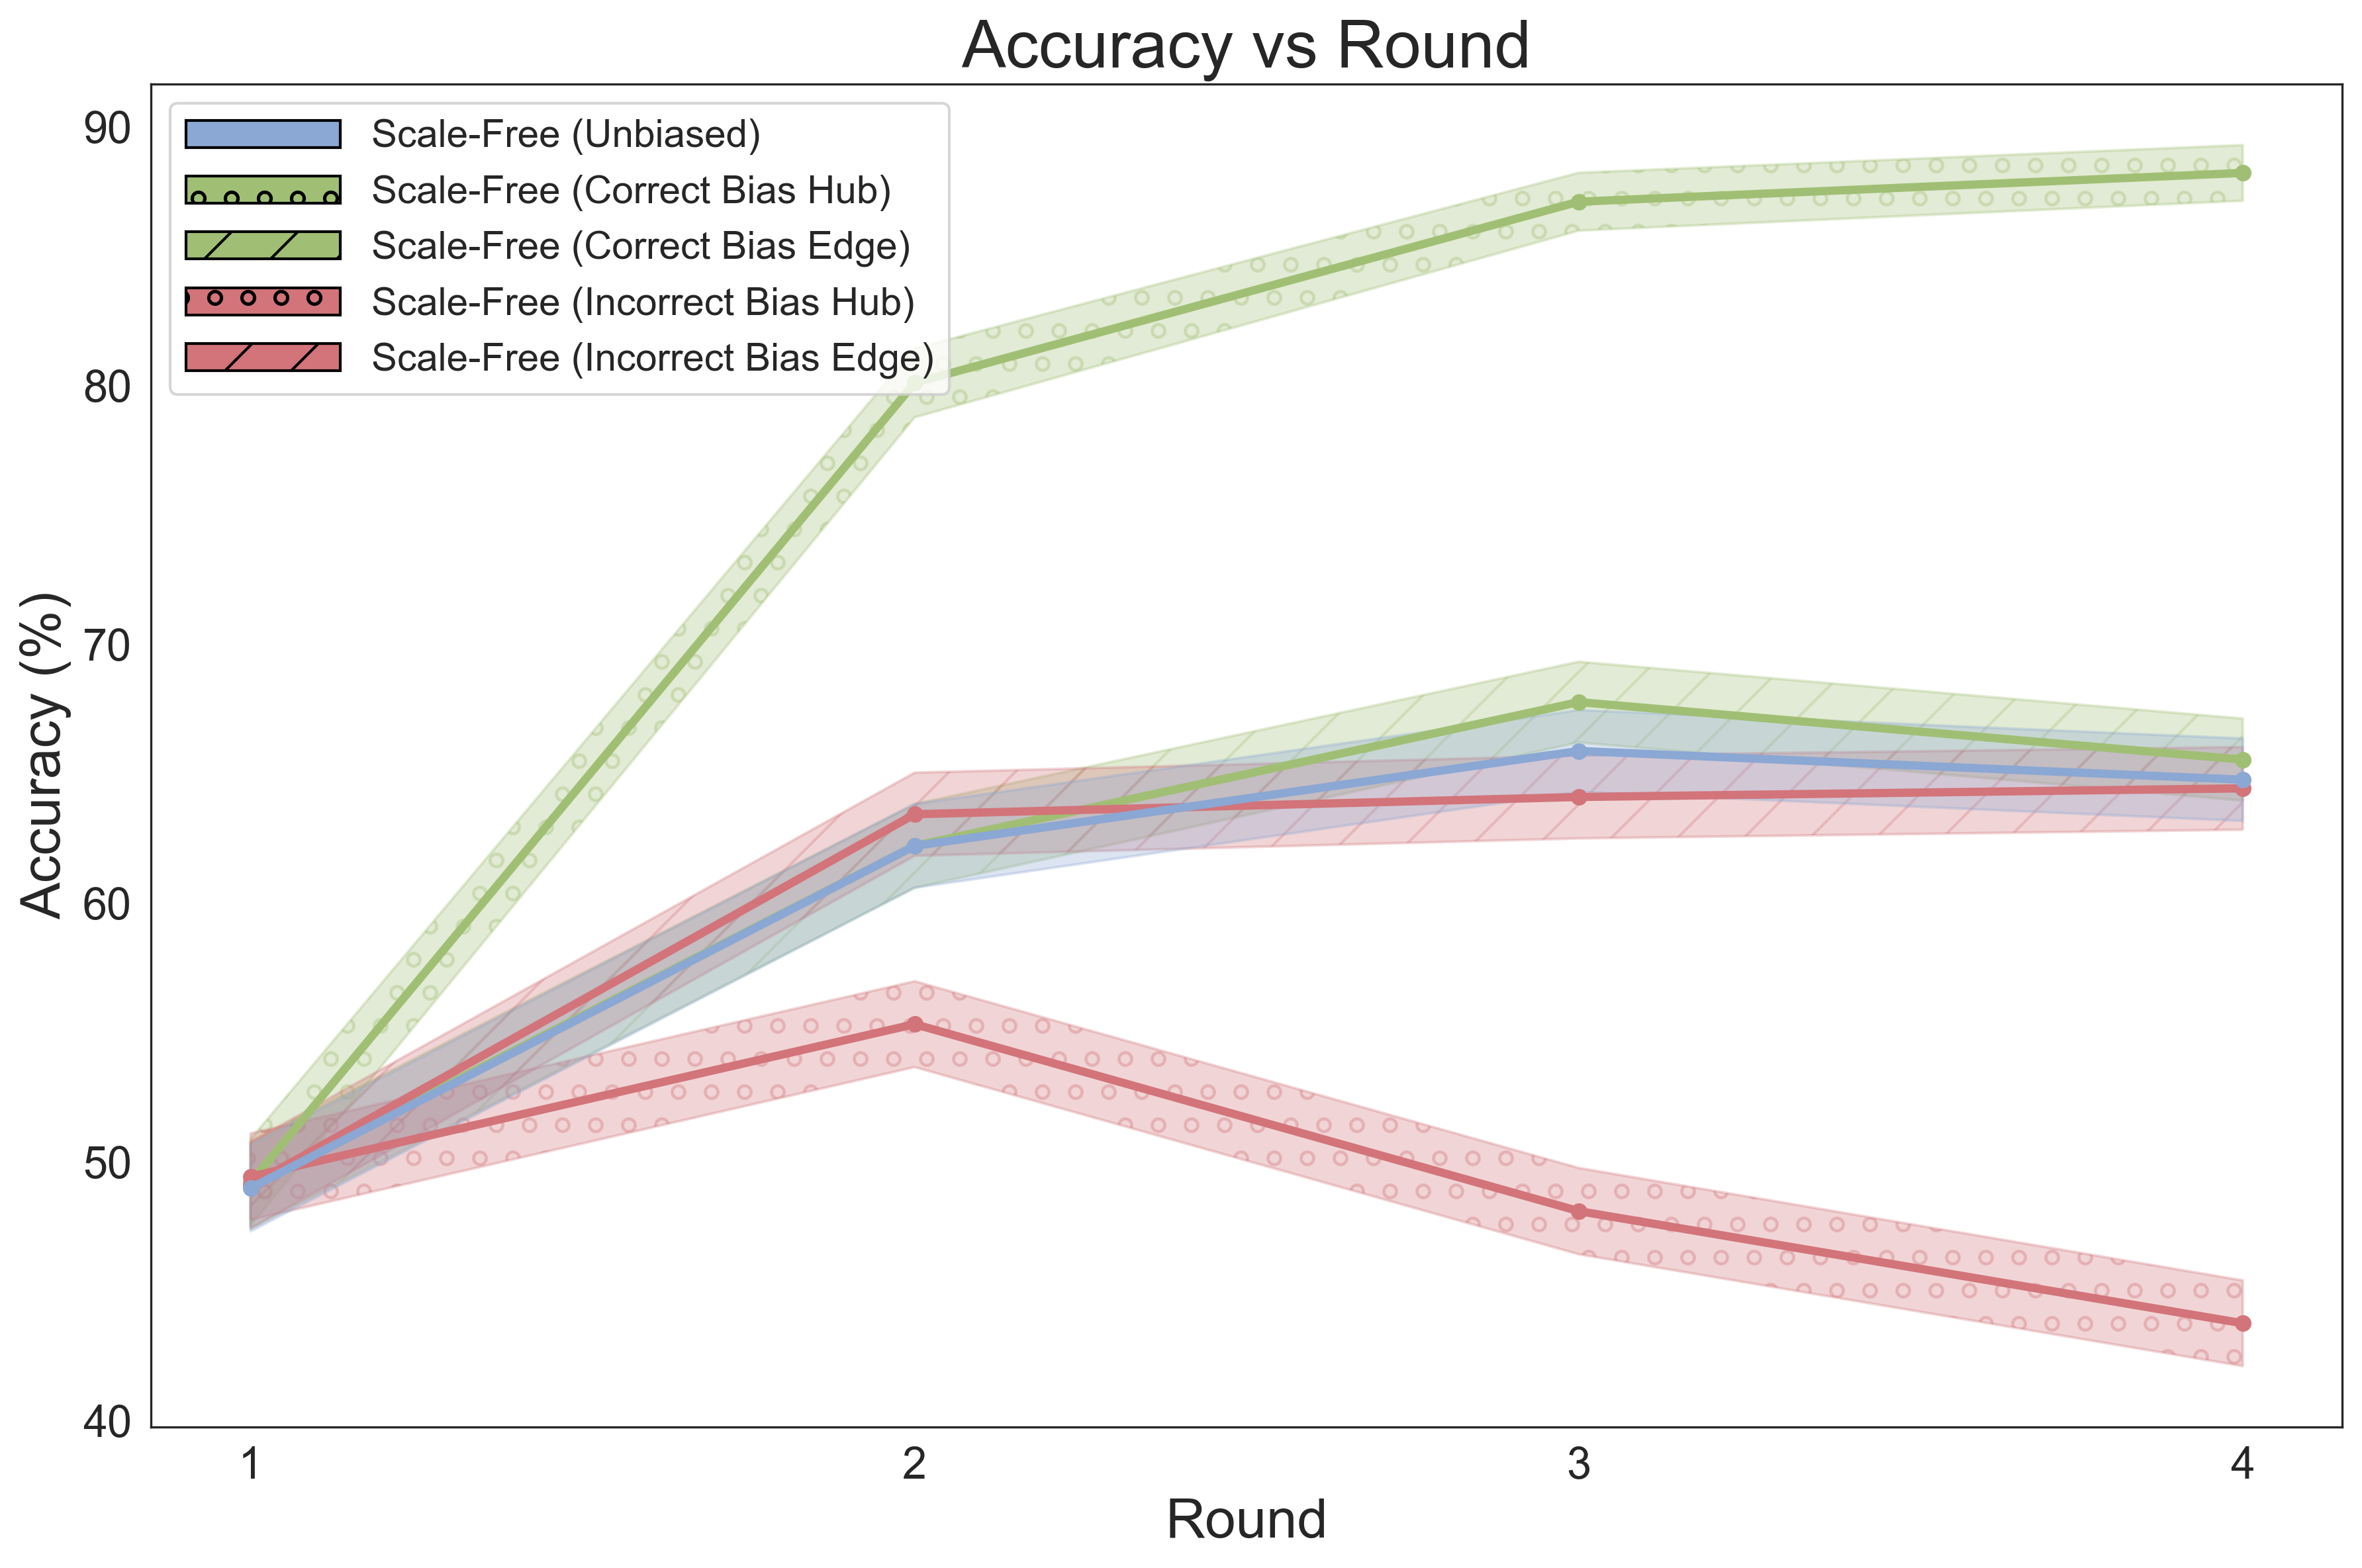 Accuracy vs Round
Scale-Free (Unbiased)
Scale-Free (Correct Bias Hub)
Scale-Free (Correct Bias Edge)
Scale-Free (Incorrect Bias Hub)
Scale-Free (Incorrect Bias Edge)
Accuracy (%)
90
80
70
60
50
40
1 2 3 4
Round